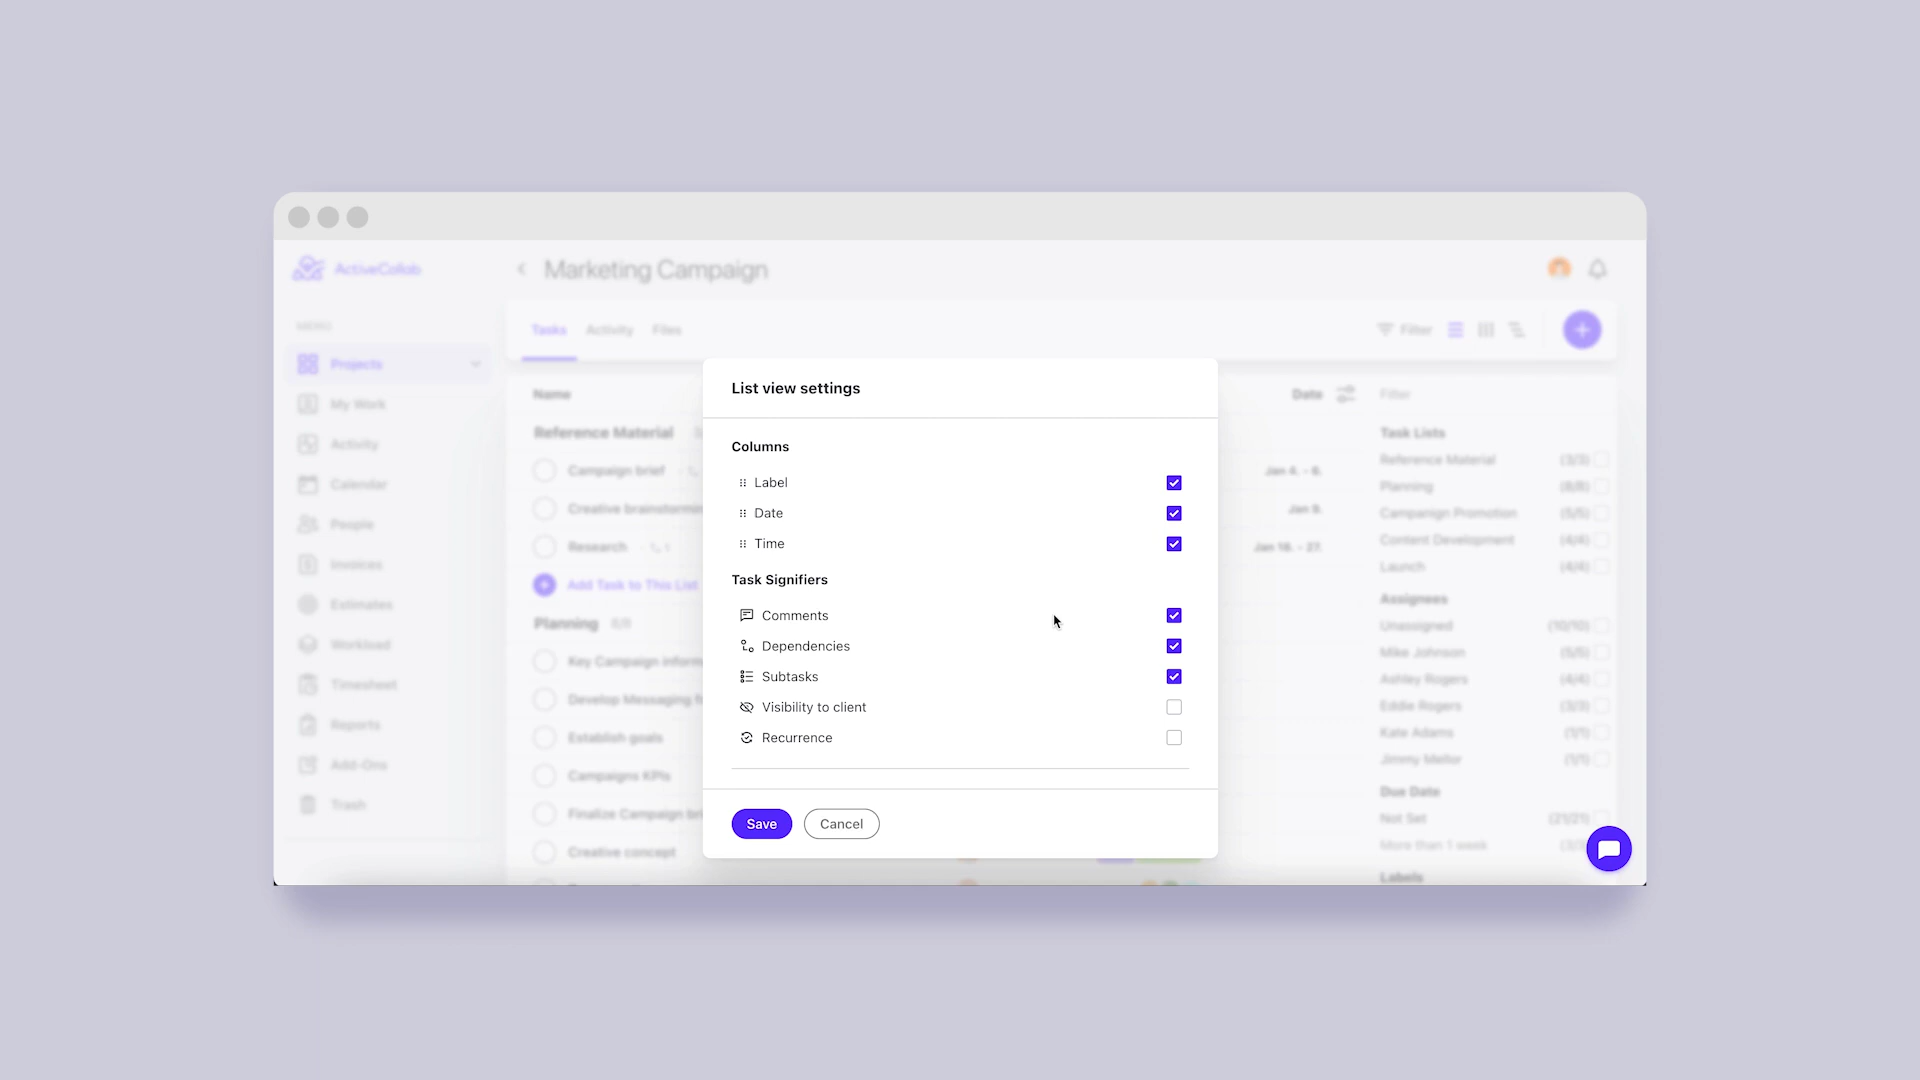 ActiveCollab
Marketing Campaign
MENU
Projects
My Work
Activity
Calendar
People
Invoices
Estimates
Workload
Timesheet
Reports
Add-Ons
Trash
Tasks Activity Files
Filter
Name
Reference Material
Campaign brief
Creative brainstormin
Research
Add Task to This List
Planning
Key Campaign inform
Develop Messaging
Establish goals
Campaigns KPIs
Finalize Campaign
Creative concept
List view settings
Columns
Label
Date
Time
Task Signifiers
Comments
Dependencies
Subtasks
Visibility to client
Recurrence
Save Cancel
Date
Jan 4. - 6.
Jan 9.
Jan 16. - 27.
Filter
Task Lists
Reference Material (3/3)
Planning (8/8)
Campanign Promotion (5/5)
Content Development (4/4)
Launch (4/4)
Assignees
Unassigned (10/10)
Mike Johnson (5/5)
Ashley Rogers (4/4)
Eddie Rogers (3/3)
Kate Adams (1/1)
Jimmy Mellor (1/1)
Due Date
Not Set (21/21)
More than 1 week
Labels